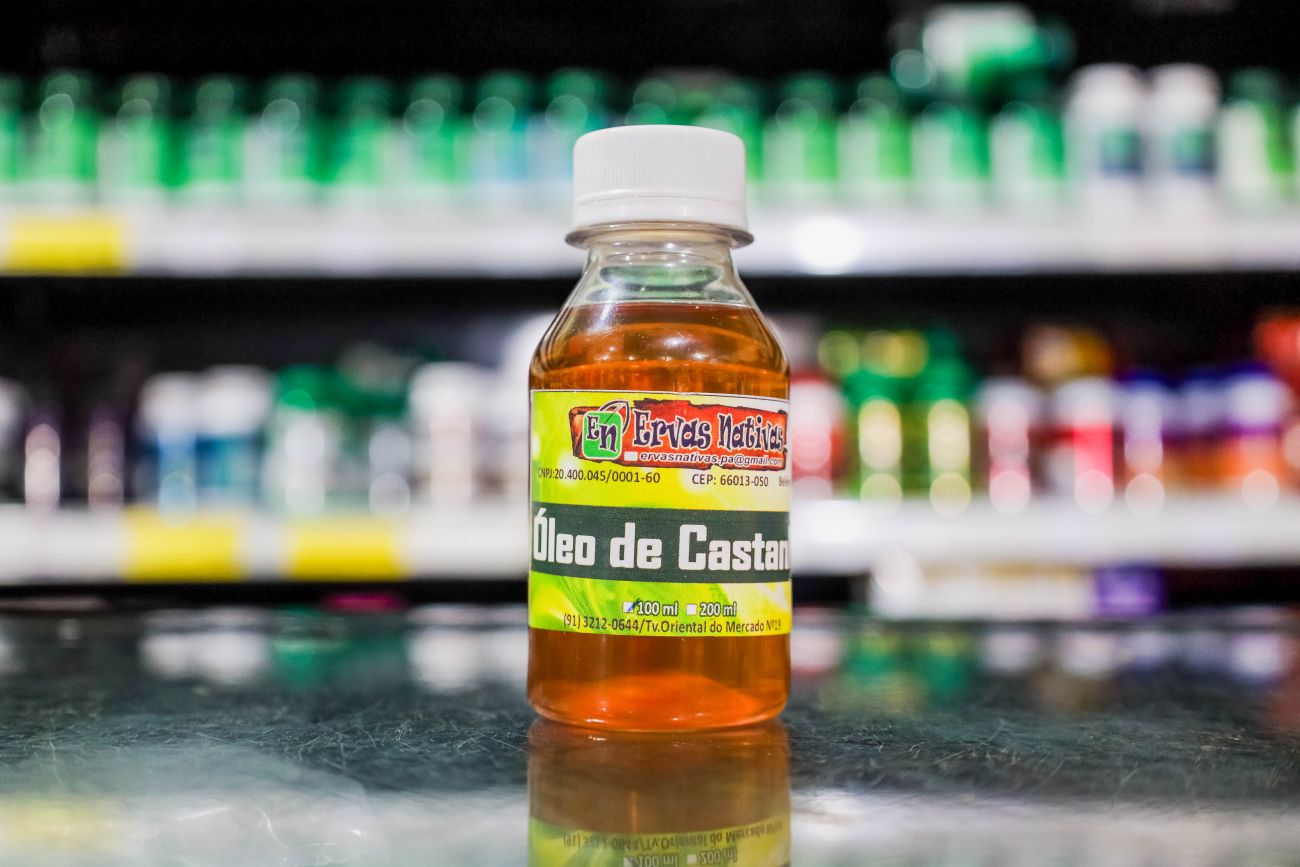 En Ervas Nativas
ervasnativas.pa@gmail.com
CNPJ:20.400.045/0001-60 CEP: 66013-050 Belém
Óleo de Castan
100 ml 200 ml
(91) 3212-0644/Tv.Oriental do Mercado Nº19